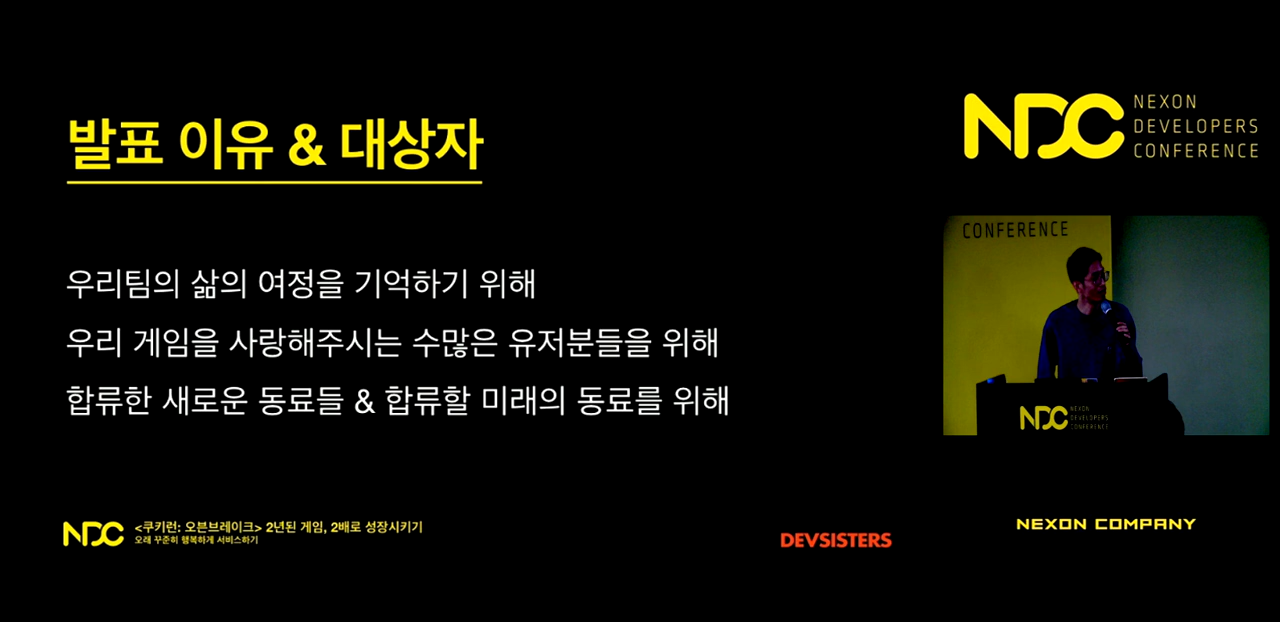 발표 이유 & 대상자
우리팀의 삶의 여정을 기억하기 위해
우리 게임을 사랑해주시는 수많은 유저분들을 위해
합류한 새로운 동료들 & 합류할 미래의 동료를 위해
NDC
<쿠키런: 오븐브레이크> 2년된 게임, 2배로 성장시키기
오래 꾸준히 행복하게 서비스하기
DEVSISTERS
NDC
NEXON
DEVELOPERS
CONFERENCE
CONFERENCE
NDC
NEXON
DEVELOPERS
CONFERENCE
NEXON COMPANY